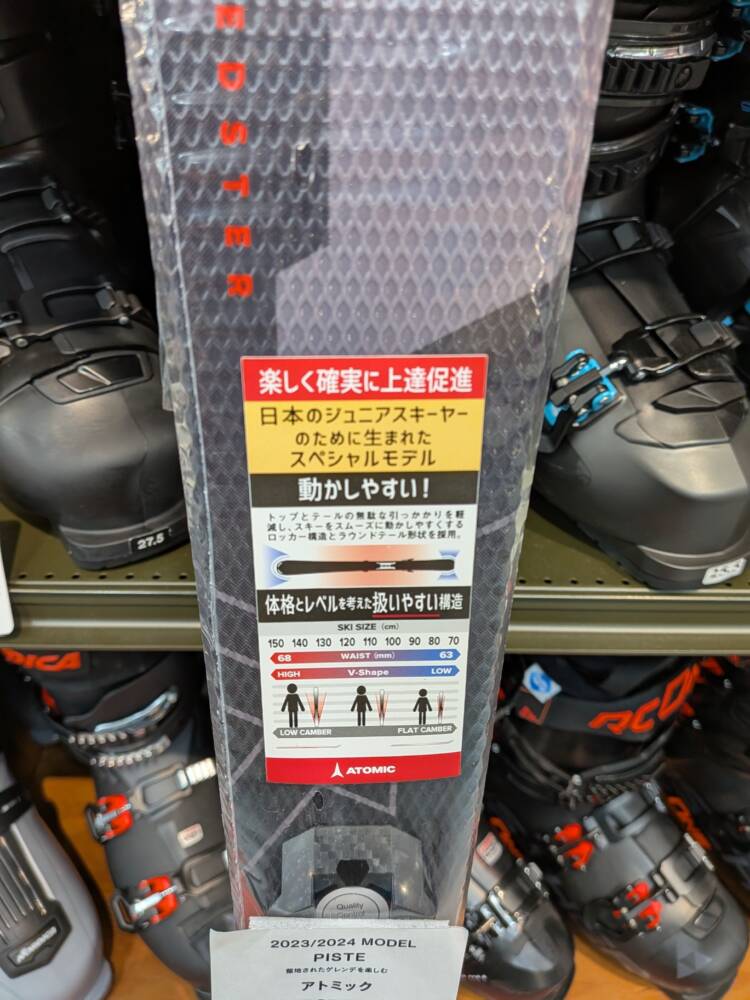 EDSTER
楽しく確実に上達促進
日本のジュニアスキーヤー
のために生まれた
スペシャルモデル
動かしやすい!
トップとテールの無駄な引っかかりを軽
減し、スキーをスムーズに動かしやすくする
ロッカー構造とラウンドテール形状を採用。
体格とレベルを考えた扱いやすい構造
SKI SIZE (cm)
150 140 130 120 110 100 90 80 70
68 WAIST (mm) 63
HIGH V-Shape LOW
LOW CAMBER FLAT CAMBER
ATOMIC
Quality
2023/2024 MODEL
PISTE
整地されたゲレンデを楽しむ
アトミック
27.5